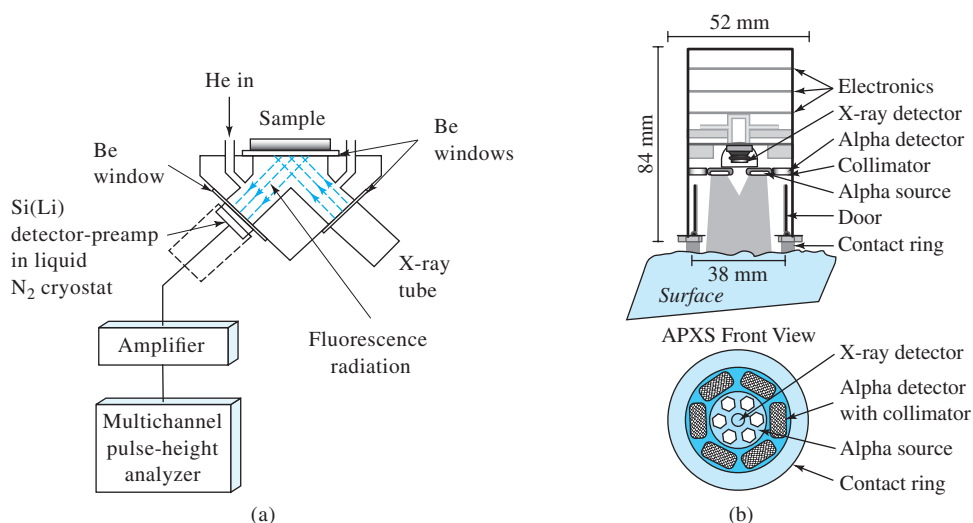 He in
Sample
Be
window
Be
windows
Si(Li)
detector-preamp
in liquid
N₂ cryostat
X-ray
tube
Fluorescence
radiation
Amplifier
Multichannel
pulse-height
analyzer
(a)
52 mm
84 mm
Electronics
X-ray detector
Alpha detector
Collimator
Alpha source
Door
Contact ring
38 mm
Surface
APXS Front View
X-ray detector
Alpha detector
with collimator
Alpha source
Contact ring
(b)